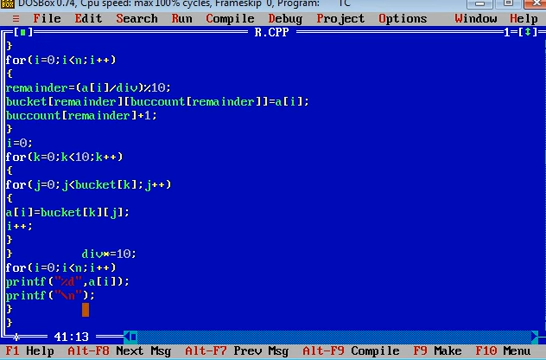 DOSBox 0.74, Cpu speed: max 100% cycles, Frameskip 0, Program: TC
≡ File Edit Search Run Compile Debug Project Options Window Help
[■] R.CPP 1=[↕]
}
for(i=0;i<n;i++)
{
remainder=(a[i]/div)%10;
bucket[remainder][buccount[remainder]]=a[i];
buccount[remainder]+1;
}
i=0;
for(k=0;k<10;k++)
{
for(j=0;j<bucket[k];j++)
{
a[i]=bucket[k][j];
i++;
}
} div*=10;
for(i=0;i<n;i++)
printf("%d",a[i]);
printf("\n");
}
}
41:13
F1 Help Alt-F8 Next Msg Alt-F7 Prev Msg Alt-F9 Compile F9 Make F10 Menu